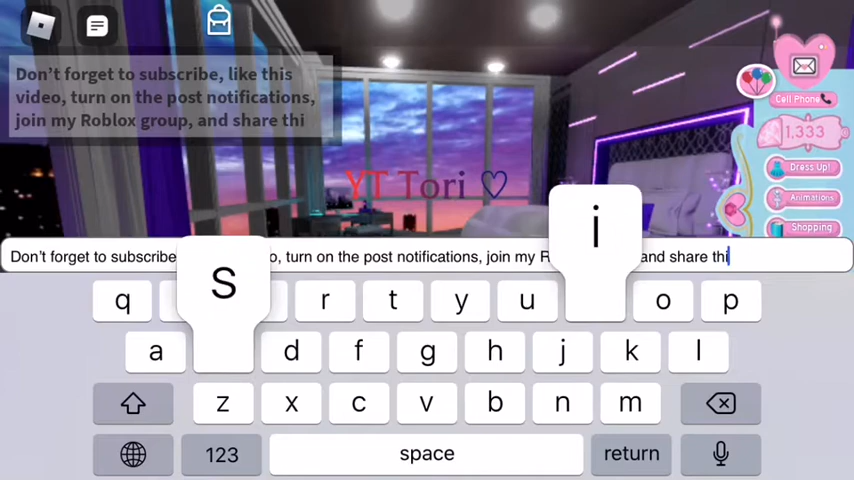 Don't forget to subscribe, like this
video, turn on the post notifications,
join my Roblox group, and share thi
Cell Phone
1,333
Dress Up!
Animations
Shopping
YT Tori ♡
Don't forget to subscribe o, turn on the post notifications, join my R and share thi
i
s
q r t y u o p
a d f g h j k l
z x c v b n m
123 space return